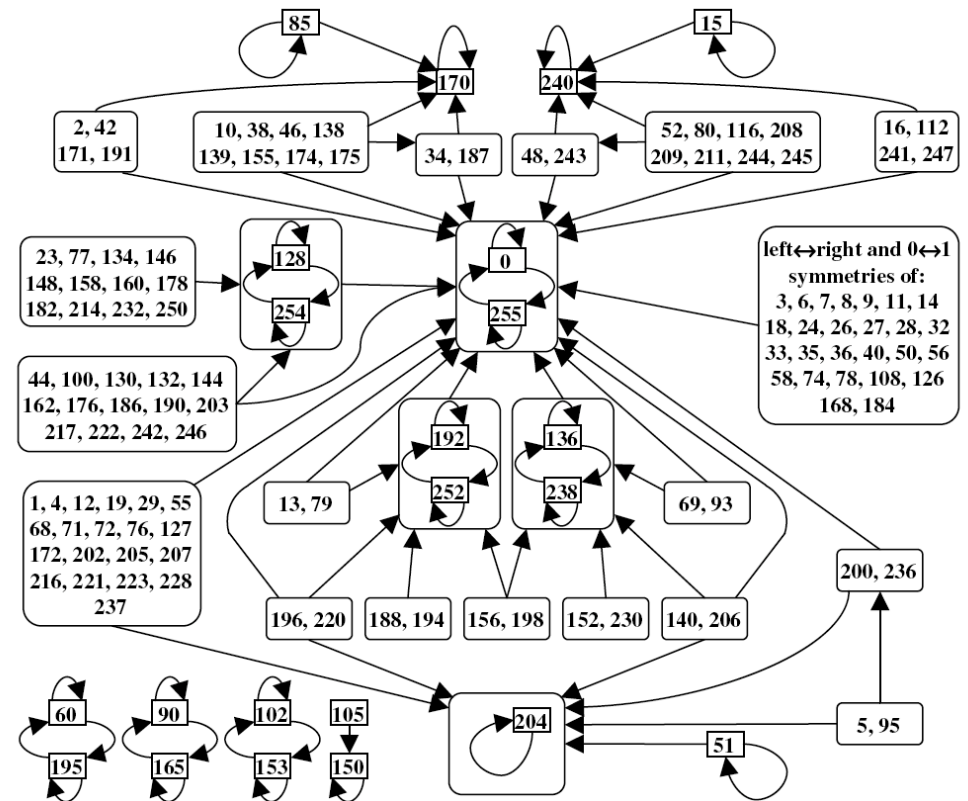 85
15
170
240
2, 42
171, 191
10, 38, 46, 138
139, 155, 174, 175
34, 187
48, 243
52, 80, 116, 208
209, 211, 244, 245
16, 112
241, 247
23, 77, 134, 146
148, 158, 160, 178
182, 214, 232, 250
128
254
0
255
left↔right and 0↔1
symmetries of:
3, 6, 7, 8, 9, 11, 14
18, 24, 26, 27, 28, 32
33, 35, 36, 40, 50, 56
58, 74, 78, 108, 126
168, 184
44, 100, 130, 132, 144
162, 176, 186, 190, 203
217, 222, 242, 246
192
252
136
238
1, 4, 12, 19, 29, 55
68, 71, 72, 76, 127
172, 202, 205, 207
216, 221, 223, 228
237
13, 79
69, 93
200, 236
196, 220
188, 194
156, 198
152, 230
140, 206
60
195
90
165
102
153
105
150
204
51
5, 95